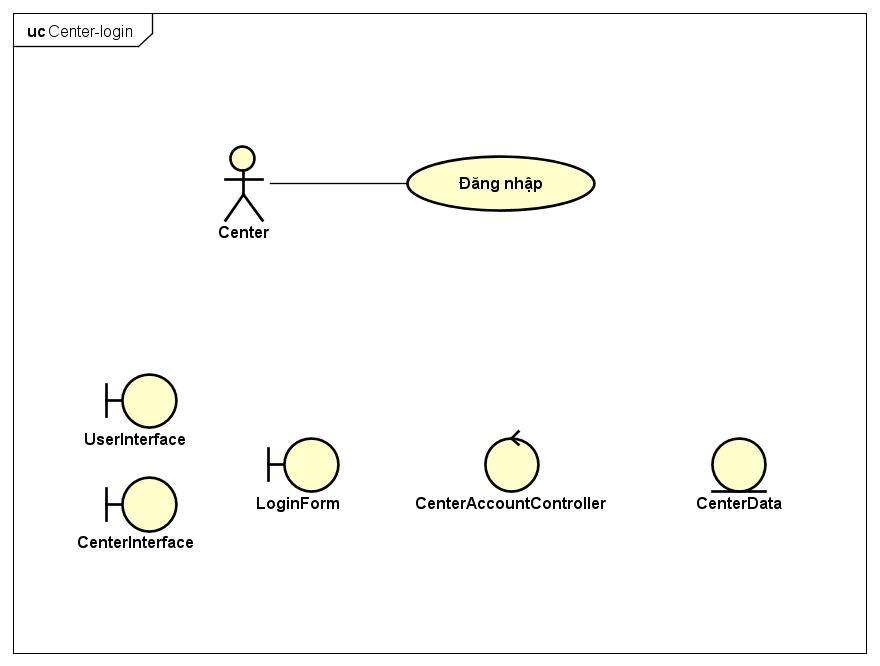 uc Center-login
Đăng nhập
Center
UserInterface
LoginForm
CenterAccountController
CenterData
CenterInterface